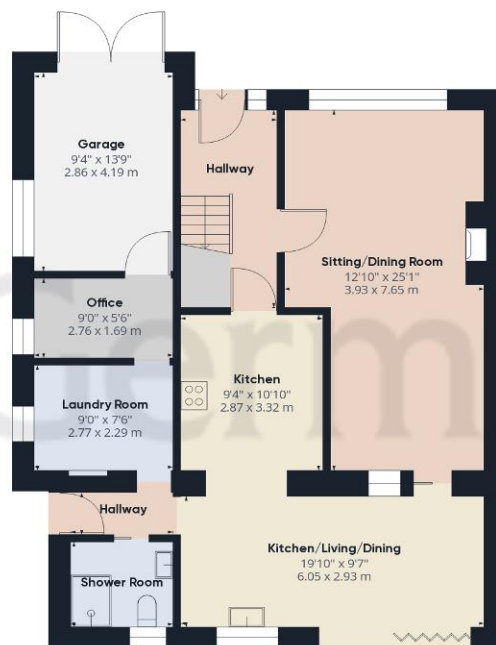 Garage
9'4" x 13'9"
2.86 x 4.19 m
Hallway
Sitting/Dining Room
12'10" x 25'1"
3.93 x 7.65 m
Office
9'0" x 5'6"
2.76 x 1.69 m
Kitchen
9'4" x 10'10"
2.87 x 3.32 m
Laundry Room
9'0" x 7'6"
2.77 x 2.29 m
Hallway
Kitchen/Living/Dining
19'10" x 9'7"
6.05 x 2.93 m
Shower Room